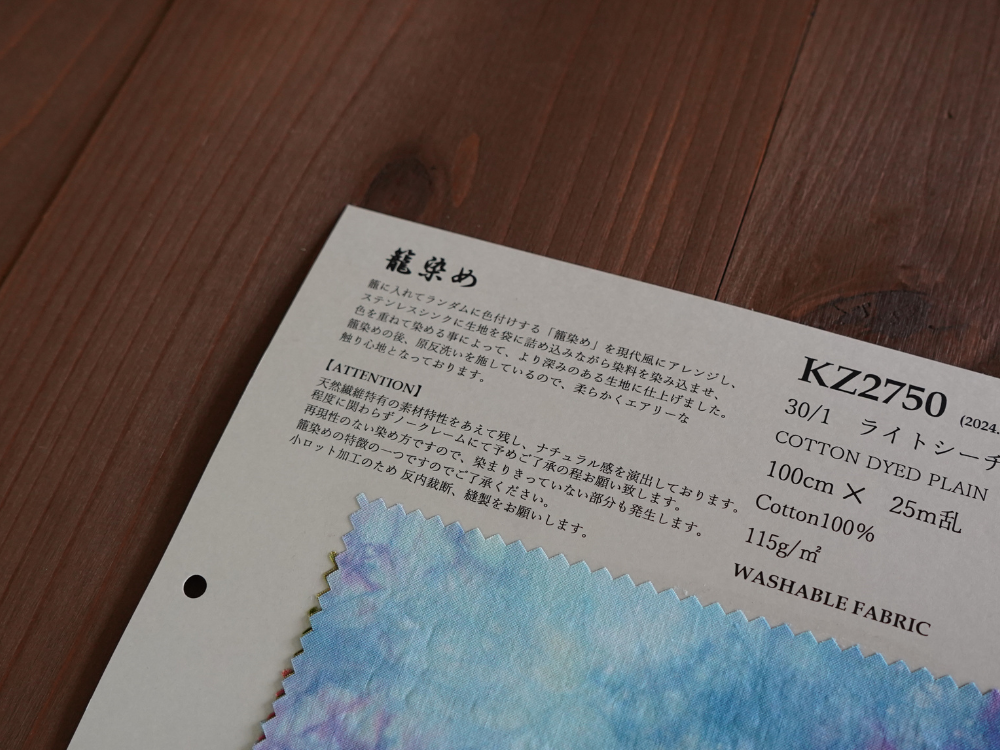 籠染め
籠に入れてランダムに色付けする「籠染め」を現代風にアレンジし、
ステンレスシンクに生地を袋に詰め込みながら染料を染み込ませ、
色を重ねて染める事によって、より深みのある生地に仕上げました。
籠染めの後、原反洗いを施しているので、柔らかくエアリーな
触り心地となっております。
【ATTENTION】
天然繊維特有の素材特性をあえて残し、ナチュラル感を演出しております。
程度に関わらずノークレームにて予めご了承の程お願い致します。
再現性のない染め方ですので、染まりきっていない部分も発生します。
籠染めの特徴の一つですのでご了承ください。
小ロット加工のため 反内裁断、縫製をお願いします。
KZ2750 (2024.
30/1 ライトシーチ
COTTON DYED PLAIN
100cm × 25m乱
Cotton100%
115g/㎡
WASHABLE FABRIC